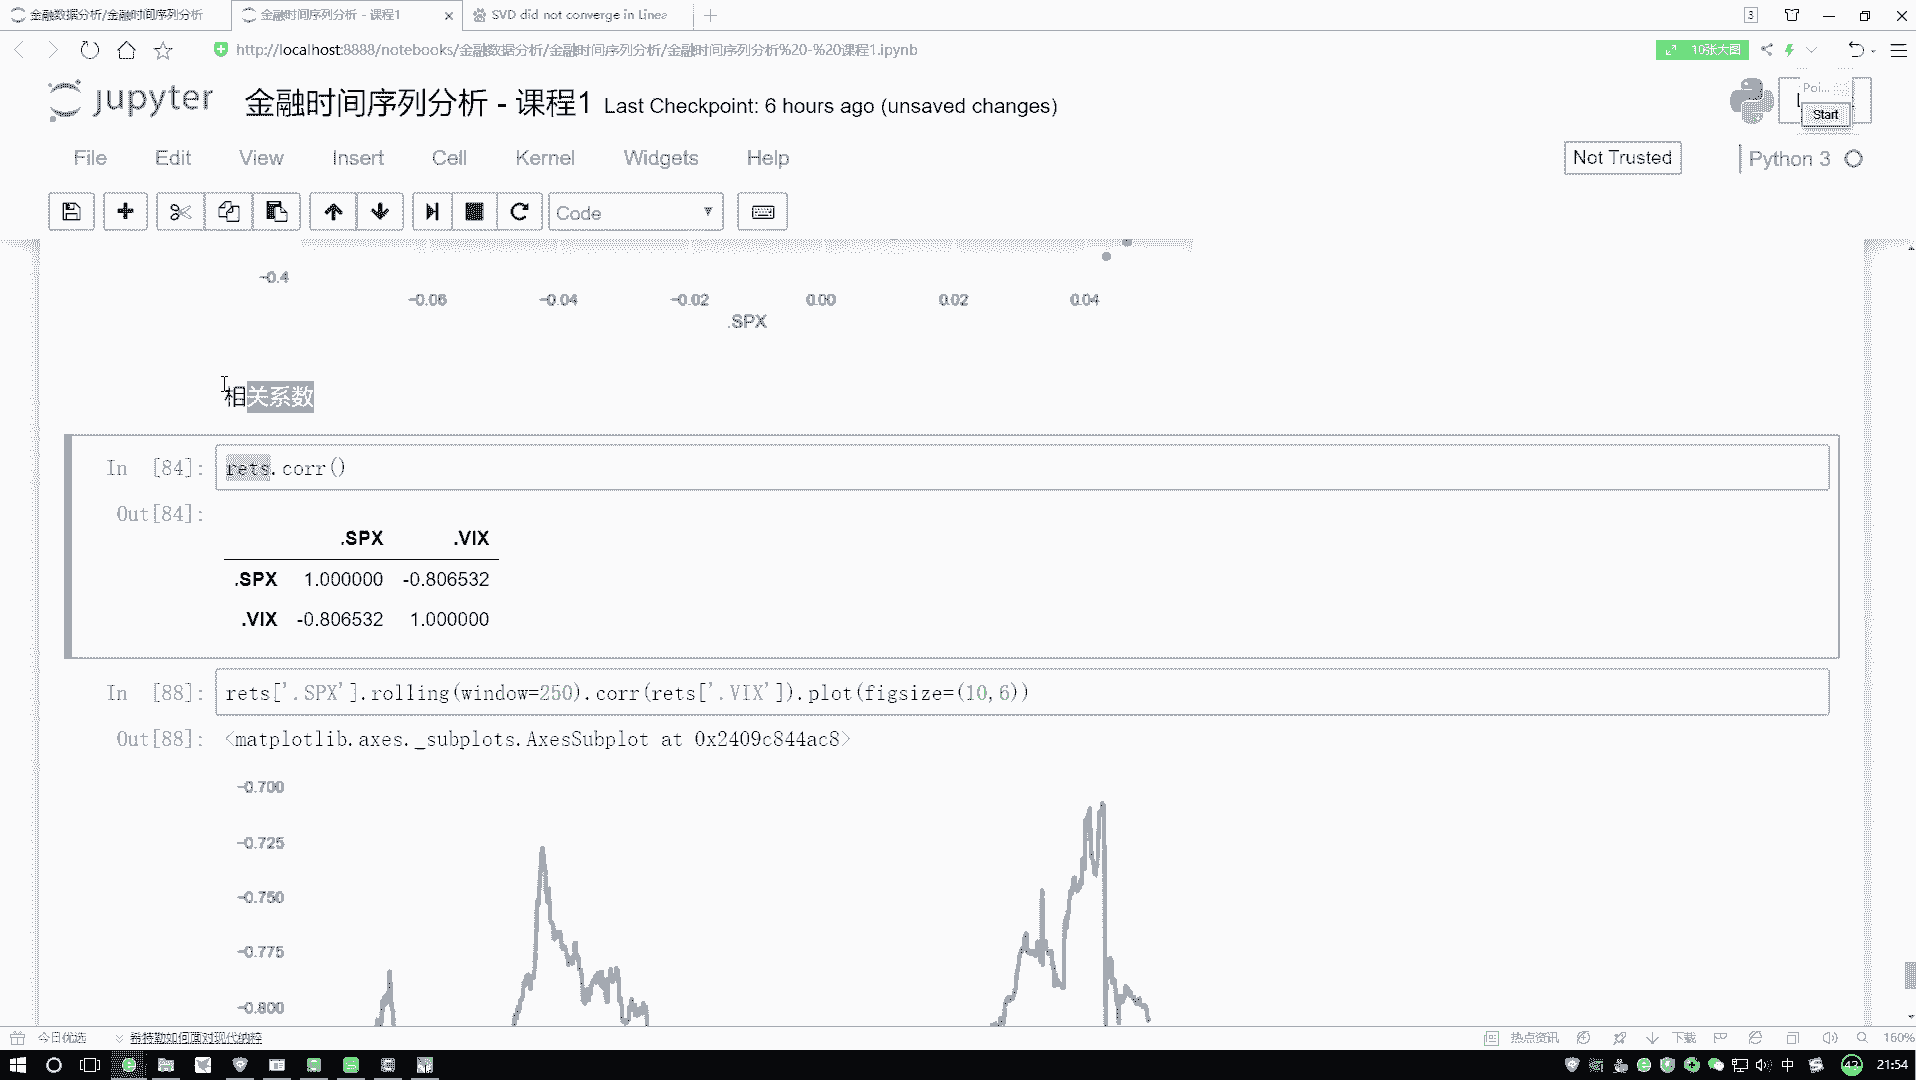 金融数据分析/金融时间序列分析
金融时间序列分析 - 课程1
SVD did not converge in Linea
3
http://localhost:8888/notebooks/金融数据分析/金融时间序列分析/金融时间序列分析%20-%20课程1.ipynb
10张大图
jupyter
金融时间序列分析 - 课程1 Last Checkpoint: 6 hours ago (unsaved changes)
Poi...
Start
File Edit View Insert Cell Kernel Widgets Help
Not Trusted
Python 3
Code
-0.4
-0.06 -0.04 -0.02 0.00 0.02 0.04
.SPX
相关系数
In [84]: rets.corr()
Out[84]:
.SPX .VIX
.SPX 1.000000 -0.806532
.VIX -0.806532 1.000000
In [88]: rets['.SPX'].rolling(window=250).corr(rets['.VIX']).plot(figsize=(10,6))
Out[88]: <matplotlib.axes._subplots.AxesSubplot at 0x2409c844ac8>
-0.700
-0.725
-0.750
-0.775
-0.800
今日优选
希特勒如何面对现代纳粹
热点资讯
下载
160%
中
42
21:54